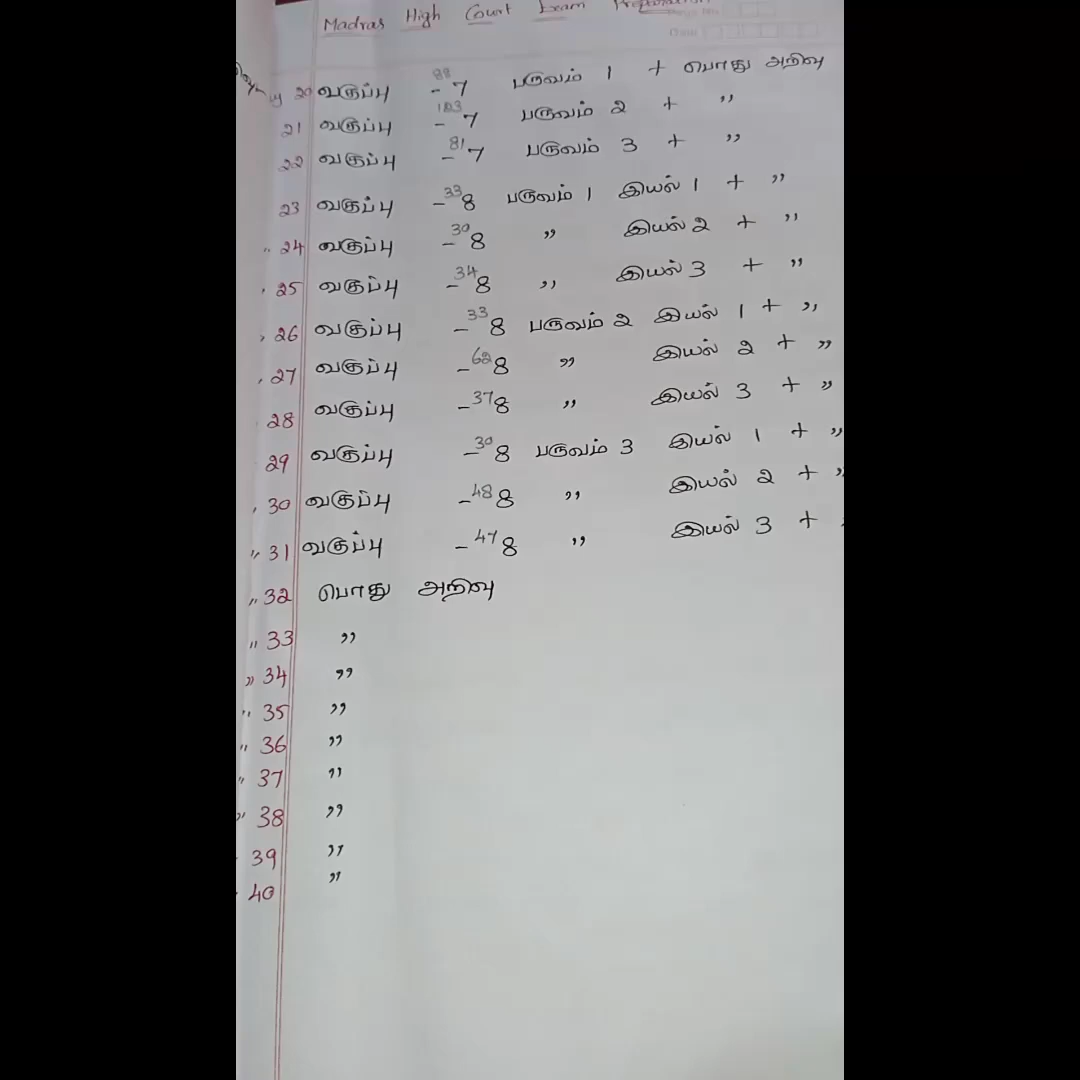 Madras High Court Exam Preparation
20 வகுப்பு - 88 7 பருவம் 1 + பொது அறிவு
21 வகுப்பு - 103 7 பருவம் 2 + "
22 வகுப்பு - 81 7 பருவம் 3 + "
23 வகுப்பு - 33 8 பருவம் 1 இயல் 1 + "
" 24 வகுப்பு - 30 8 " இயல் 2 + "
25 வகுப்பு - 34 8 " இயல் 3 + "
26 வகுப்பு - 33 8 பருவம் 2 இயல் 1 + "
27 வகுப்பு - 62 8 " இயல் 2 + "
28 வகுப்பு - 37 8 " இயல் 3 + "
29 வகுப்பு - 30 8 பருவம் 3 இயல் 1 + "
30 வகுப்பு - 48 8 " இயல் 2 + "
" 31 வகுப்பு - 47 8 " இயல் 3 +
" 32 பொது அறிவு
" 33 "
" 34 "
" 35 "
" 36 "
" 37 "
" 38 "
39 "
40 "